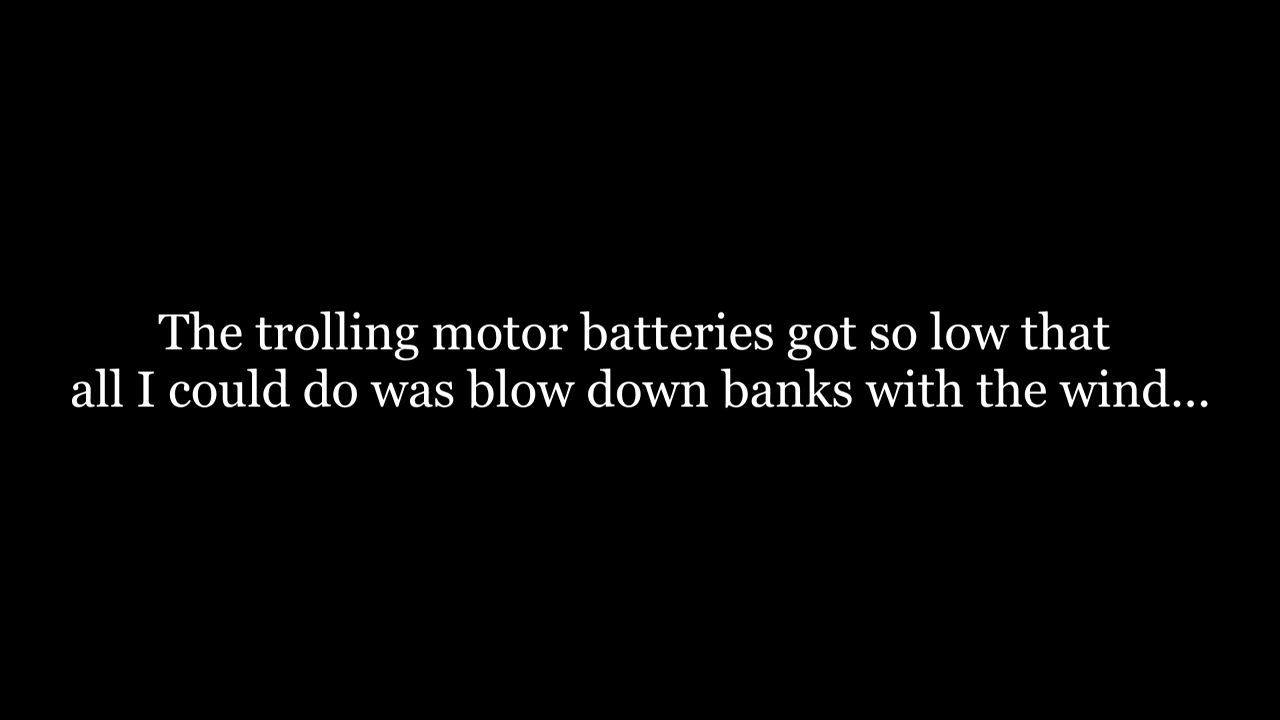 The trolling motor batteries got so low that
all I could do was blow down banks with the wind...